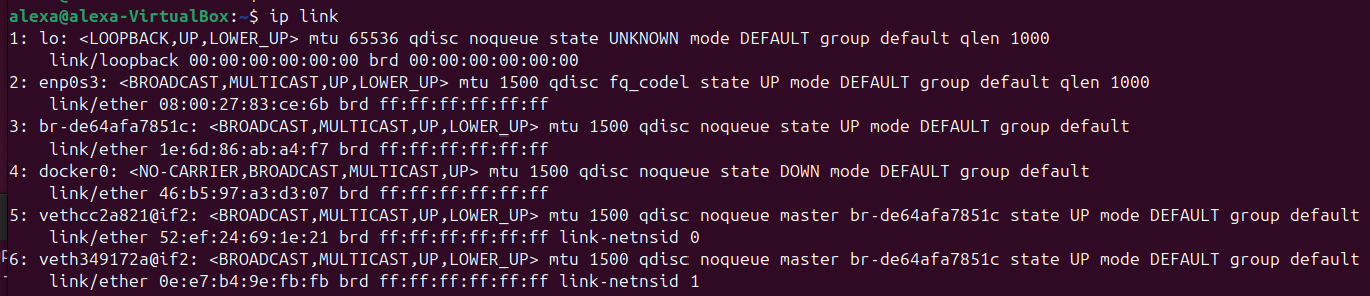 alexa@alexa-VirtualBox:~$ ip link
1: lo: <LOOPBACK,UP,LOWER_UP> mtu 65536 qdisc noqueue state UNKNOWN mode DEFAULT group default qlen 1000
    link/loopback 00:00:00:00:00:00 brd 00:00:00:00:00:00
2: enp0s3: <BROADCAST,MULTICAST,UP,LOWER_UP> mtu 1500 qdisc fq_codel state UP mode DEFAULT group default qlen 1000
    link/ether 08:00:27:83:ce:6b brd ff:ff:ff:ff:ff:ff
3: br-de64afa7851c: <BROADCAST,MULTICAST,UP,LOWER_UP> mtu 1500 qdisc noqueue state UP mode DEFAULT group default
    link/ether 1e:6d:86:ab:a4:f7 brd ff:ff:ff:ff:ff:ff
4: docker0: <NO-CARRIER,BROADCAST,MULTICAST,UP> mtu 1500 qdisc noqueue state DOWN mode DEFAULT group default
    link/ether 46:b5:97:a3:d3:07 brd ff:ff:ff:ff:ff:ff
5: vethcc2a821@if2: <BROADCAST,MULTICAST,UP,LOWER_UP> mtu 1500 qdisc noqueue master br-de64afa7851c state UP mode DEFAULT group default
    link/ether 52:ef:24:69:1e:21 brd ff:ff:ff:ff:ff:ff link-netnsid 0
6: veth349172a@if2: <BROADCAST,MULTICAST,UP,LOWER_UP> mtu 1500 qdisc noqueue master br-de64afa7851c state UP mode DEFAULT group default
    link/ether 0e:e7:b4:9e:fb:fb brd ff:ff:ff:ff:ff:ff link-netnsid 1